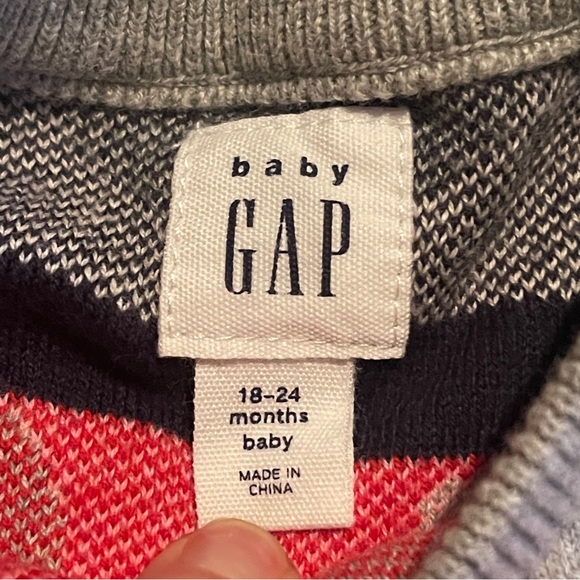 baby
GAP
18-24
months
baby
MADE IN
CHINA